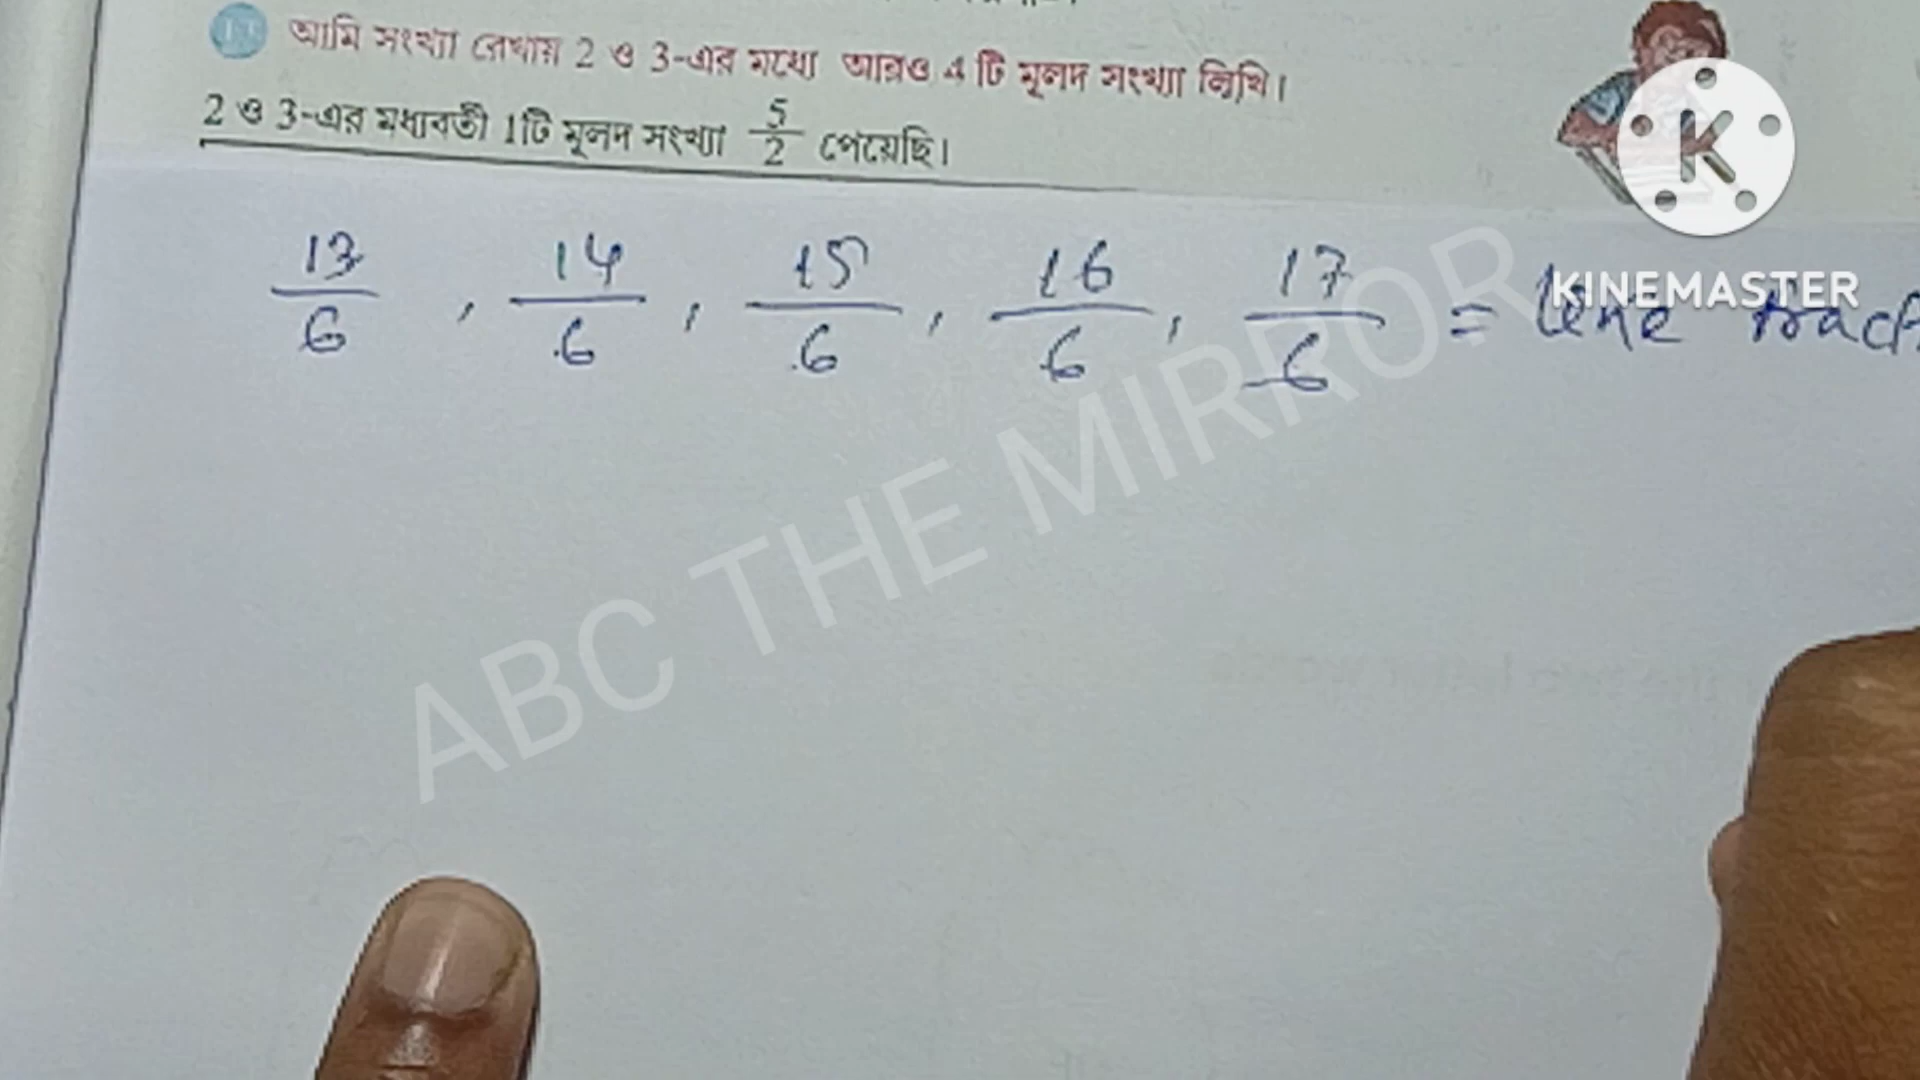 11 আমি সংখ্যা রেখায় 2 ও 3-এর মধ্যে আরও 4 টি মূলদ সংখ্যা লিখি।
2 ও 3-এর মধ্যবর্তী 1টি মূলদ সংখ্যা 5/2 পেয়েছি।
13/6 , 14/6 , 15/6 , 16/6 , 17/6 =
KINEMASTER
ABC THE MIRROR